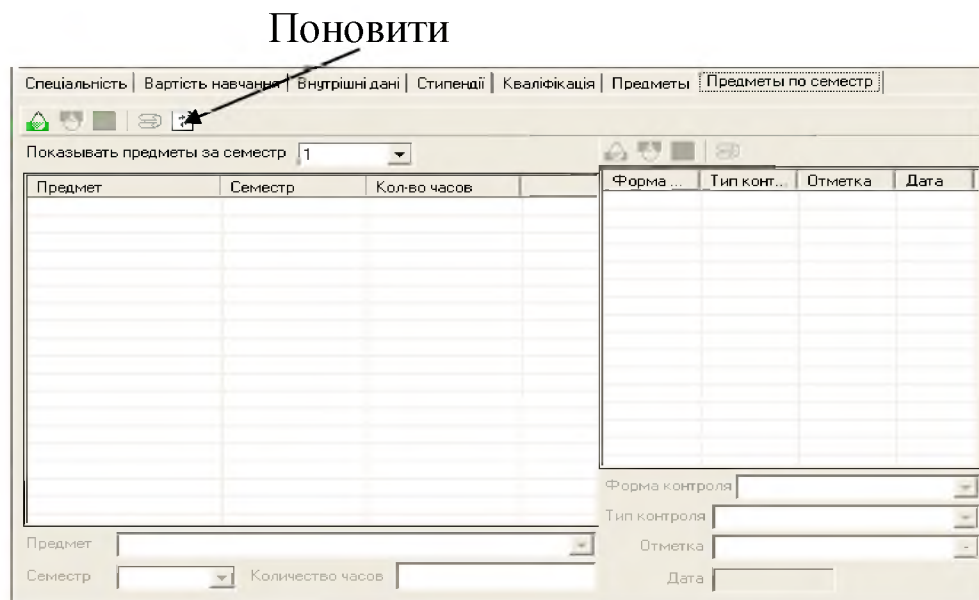 Поновити
Спеціальність Вартість навчання Внутрішні дані Стипендії Кваліфікація Предметы Предметы по семестр
Показывать предметы за семестр 1
Предмет Семестр Кол-во часов
Форма ... Тип конт... Отметка Дата
Форма контроля
Тип контроля
Отметка
Дата
Предмет
Семестр Количество часов